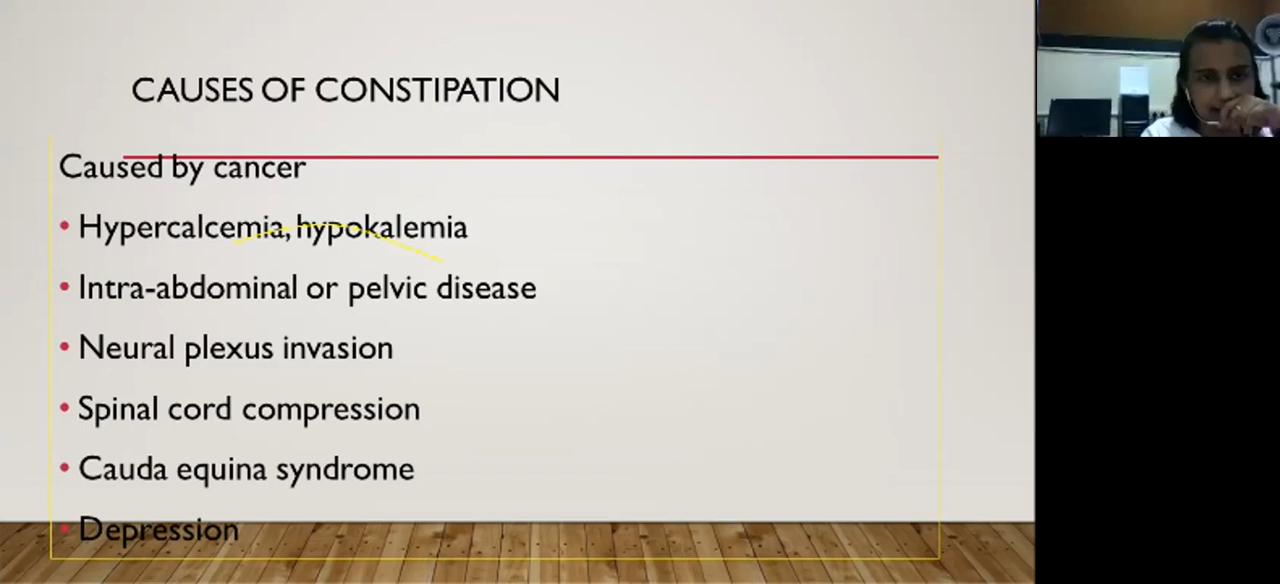 CAUSES OF CONSTIPATION
Caused by cancer
• Hypercalcemia, hypokalemia
• Intra-abdominal or pelvic disease
• Neural plexus invasion
• Spinal cord compression
• Cauda equina syndrome
• Depression